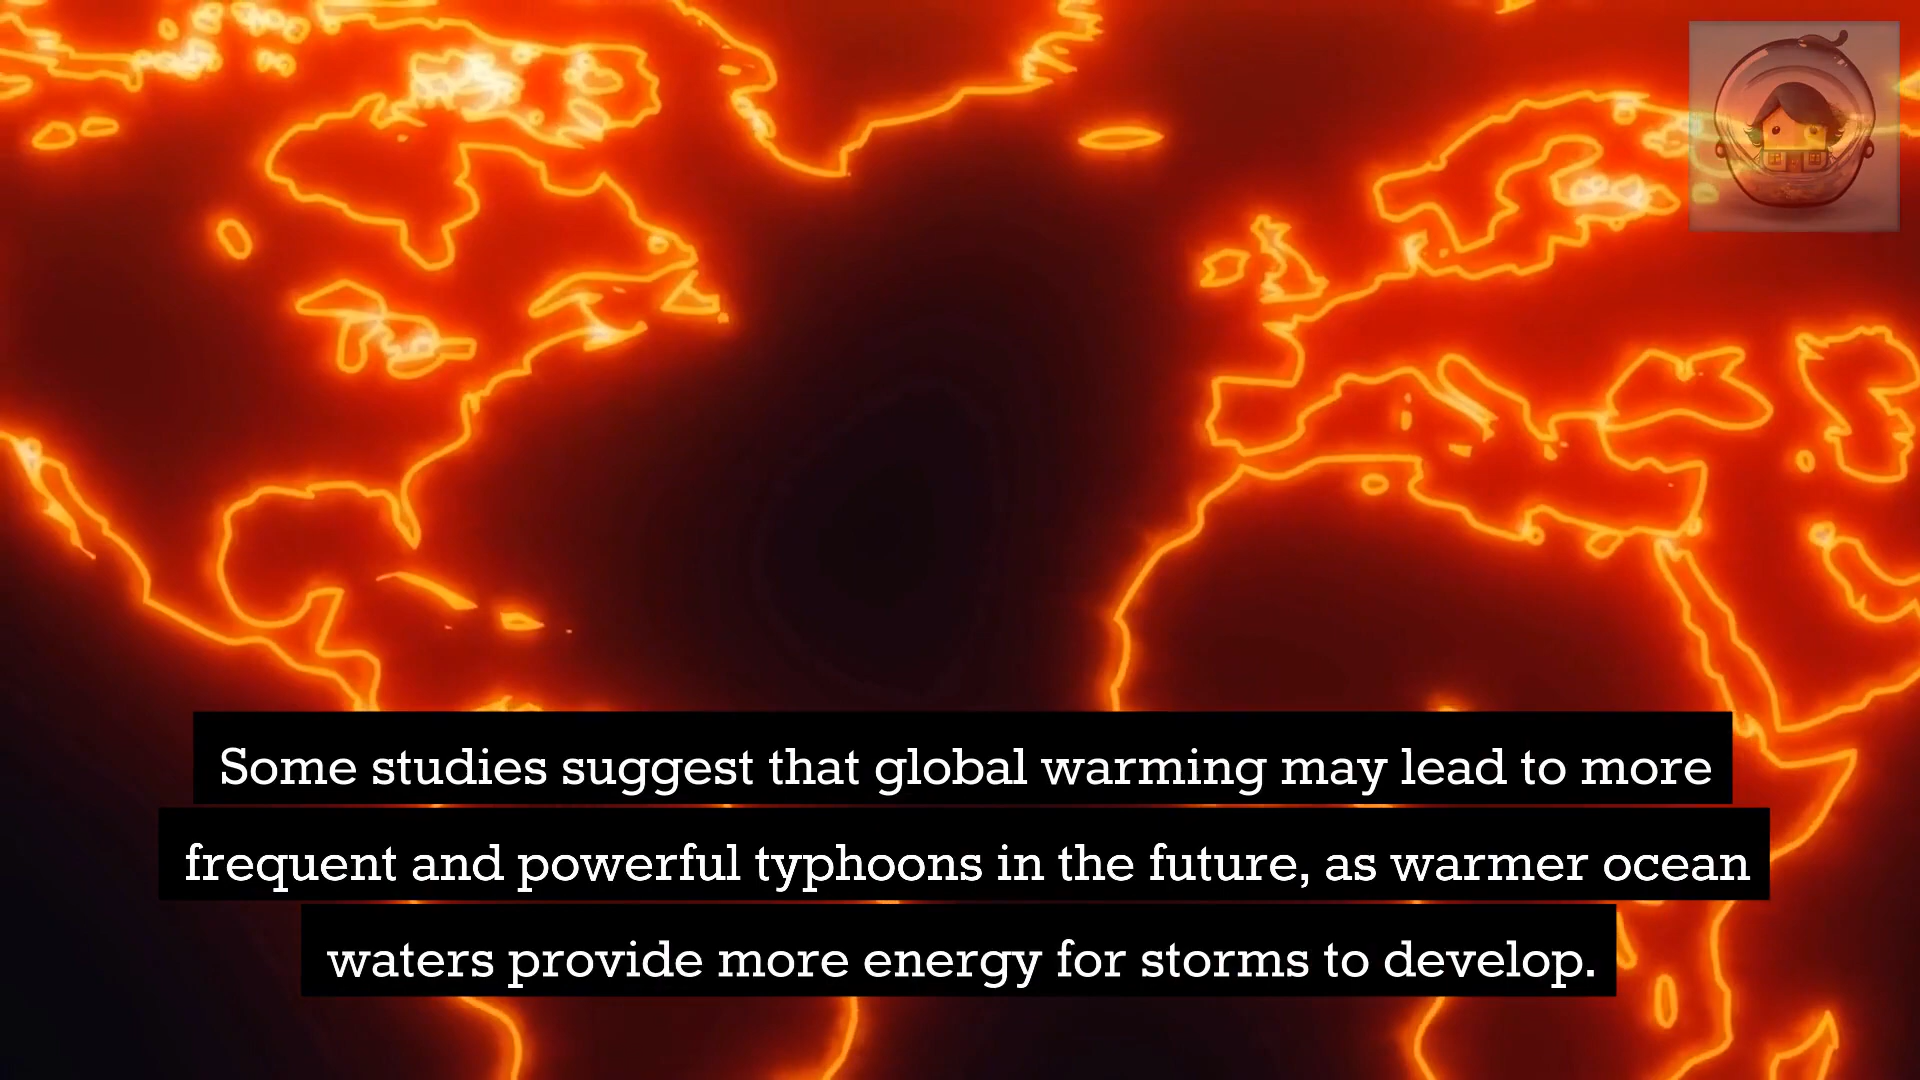 Some studies suggest that global warming may lead to more
frequent and powerful typhoons in the future, as warmer ocean
waters provide more energy for storms to develop.